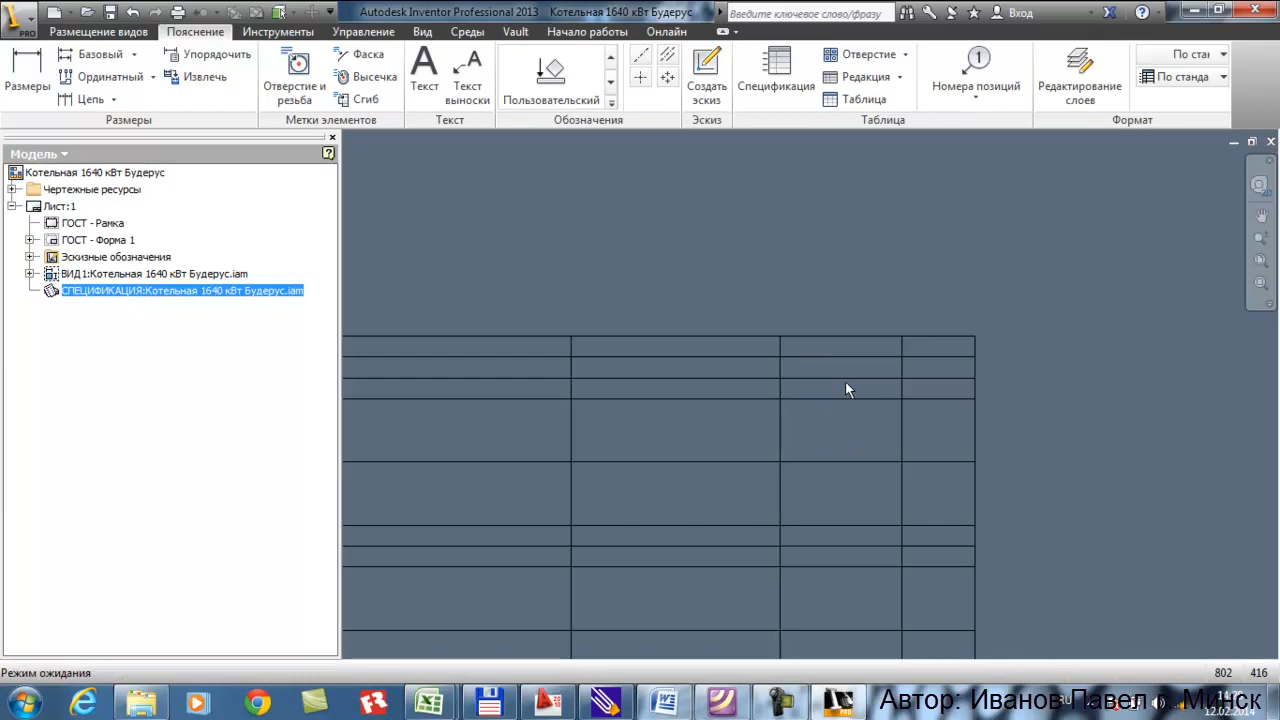 PRO
Autodesk Inventor Professional 2013 Котельная 1640 кВт Будерус
Введите ключевое слово/фразу
Вход
Размещение видов
Пояснение
Инструменты
Управление
Вид
Среды
Vault
Начало работы
Онлайн
Размеры
Базовый
Ординатный
Цепь
Упорядочить
Извлечь
Размеры
Отверстие и резьба
Фаска
Высечка
Сгиб
Метки элементов
Текст
Текст выноски
Текст
Пользовательский
Обозначения
Создать эскиз
Эскиз
Спецификация
Отверстие
Редакция
Таблица
1
Номера позиций
Таблица
Редактирование слоев
По стан
По станда
Формат
Модель
Котельная 1640 кВт Будерус
Чертежные ресурсы
Лист:1
ГОСТ - Рамка
ГОСТ - Форма 1
Эскизные обозначения
ВИД1:Котельная 1640 кВт Будерус.iam
СПЕЦИФИКАЦИЯ:Котельная 1640 кВт Будерус.iam
Режим ожидания
802
416
Автор: Иванов Павел г. Минск
12.02.2014